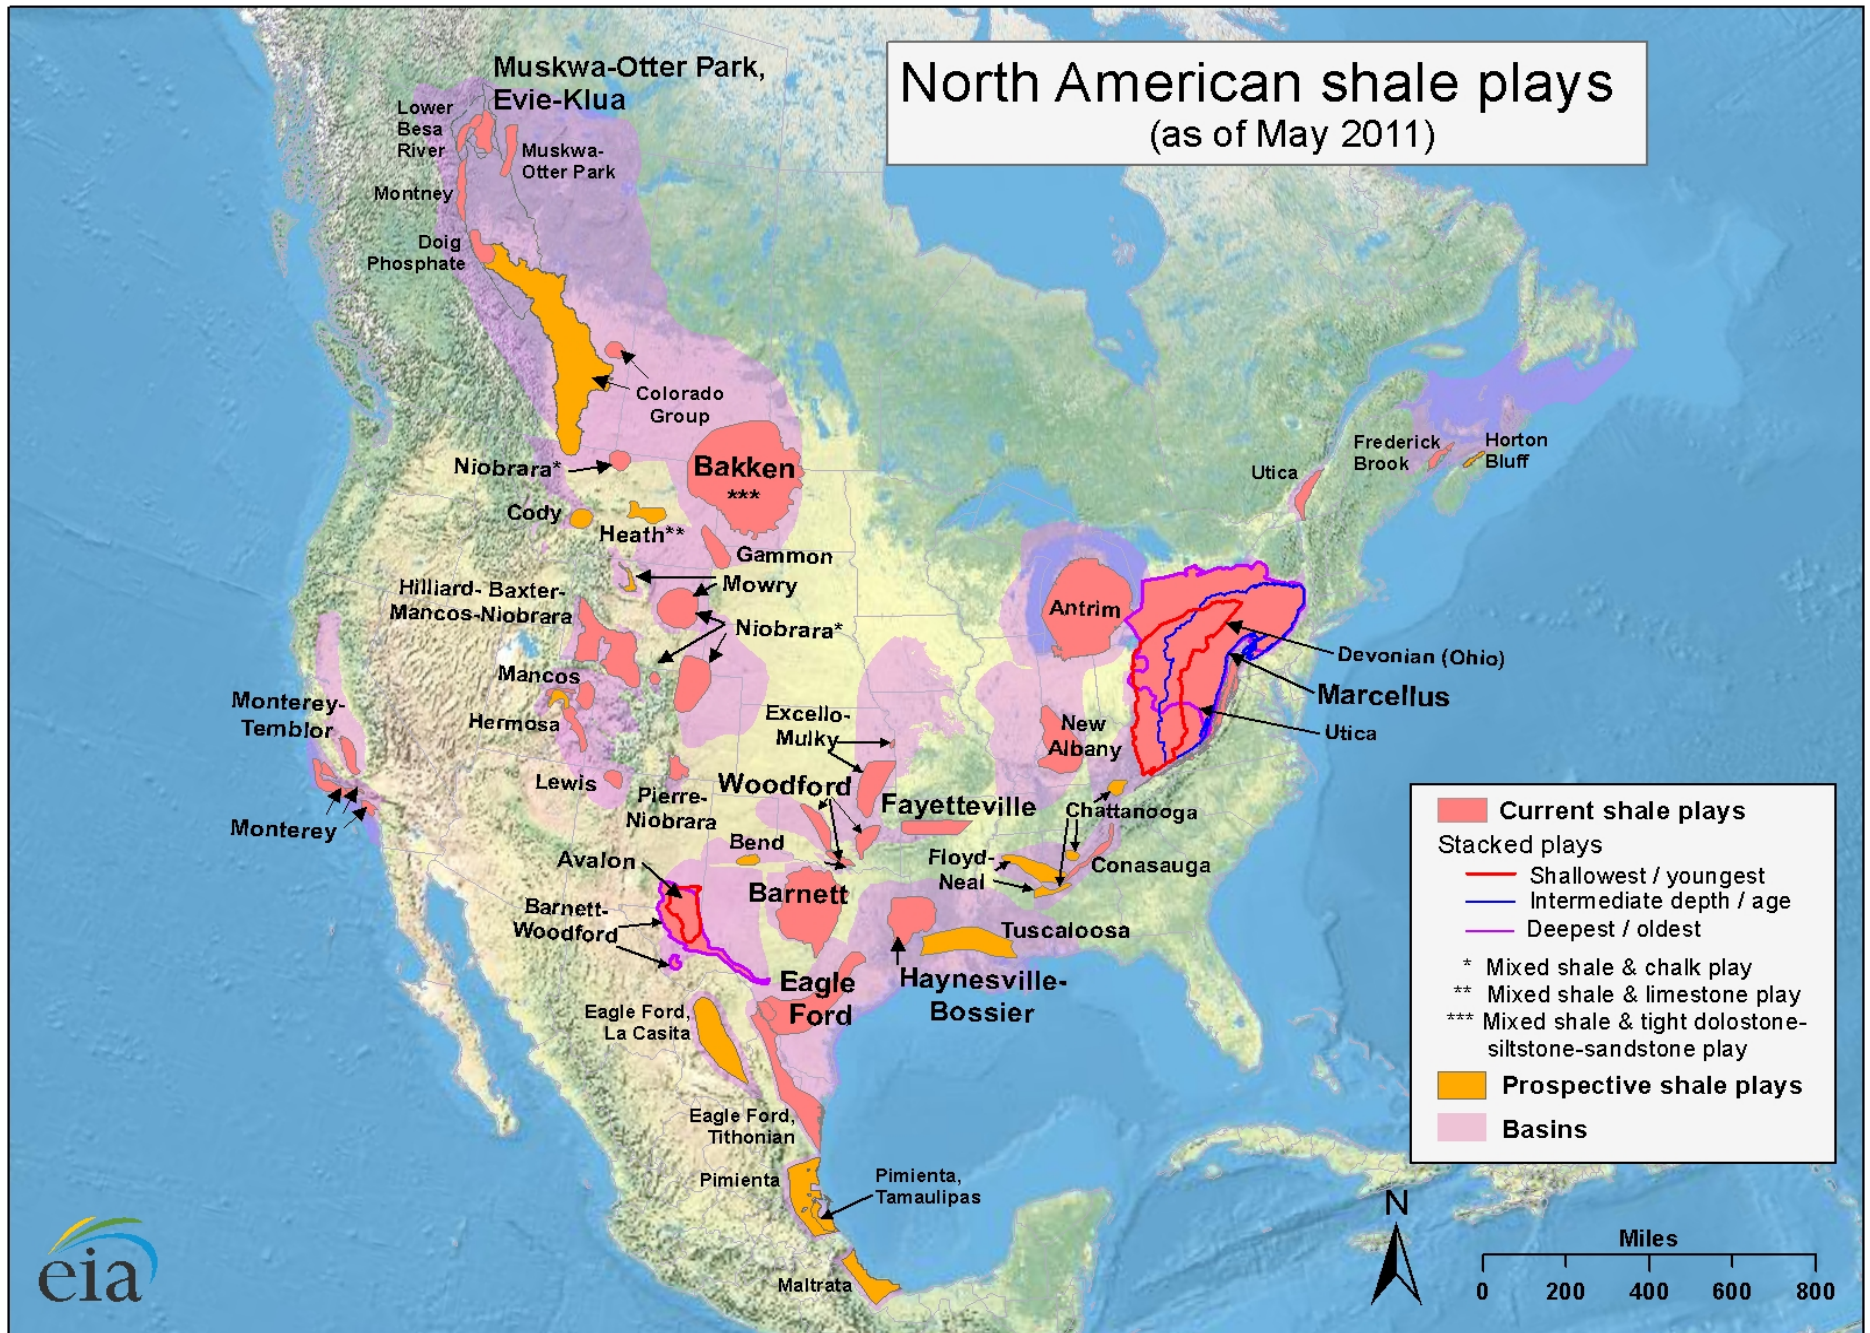 North American shale plays
(as of May 2011)
Muskwa-Otter Park,
Evie-Klua
Lower
Besa
River
Muskwa-
Otter Park
Montney
Doig
Phosphate
Colorado
Group
Niobrara*
Bakken
***
Cody
Heath**
Gammon
Mowry
Hilliard- Baxter-
Mancos-Niobrara
Niobrara*
Mancos
Hermosa
Monterey-
Temblor
Monterey
Lewis
Pierre-
Niobrara
Excello-
Mulky
Woodford
Fayetteville
Bend
Avalon
Barnett-
Woodford
Barnett
Eagle
Ford
Haynesville-
Bossier
Tuscaloosa
Floyd-
Neal
Conasauga
Chattanooga
New
Albany
Antrim
Devonian (Ohio)
Marcellus
Utica
Utica
Frederick
Brook
Horton
Bluff
Eagle Ford,
La Casita
Eagle Ford,
Tithonian
Pimienta
Pimienta,
Tamaulipas
Maltrata
Current shale plays
Stacked plays
Shallowest / youngest
Intermediate depth / age
Deepest / oldest
* Mixed shale & chalk play
** Mixed shale & limestone play
*** Mixed shale & tight dolostone-
siltstone-sandstone play
Prospective shale plays
Basins
N
Miles
0 200 400 600 800
eia